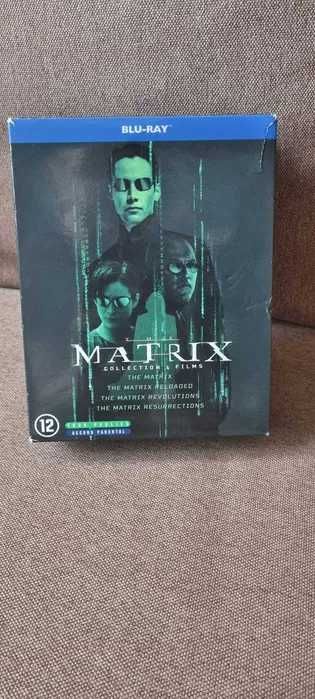 BLU-RAY™
THE
MATRIX
COLLECTION 4 FILMS
THE MATRIX
THE MATRIX RELOADED
THE MATRIX REVOLUTIONS
THE MATRIX RESURRECTIONS
12
TOUS PUBLICS
ACCORD PARENTAL